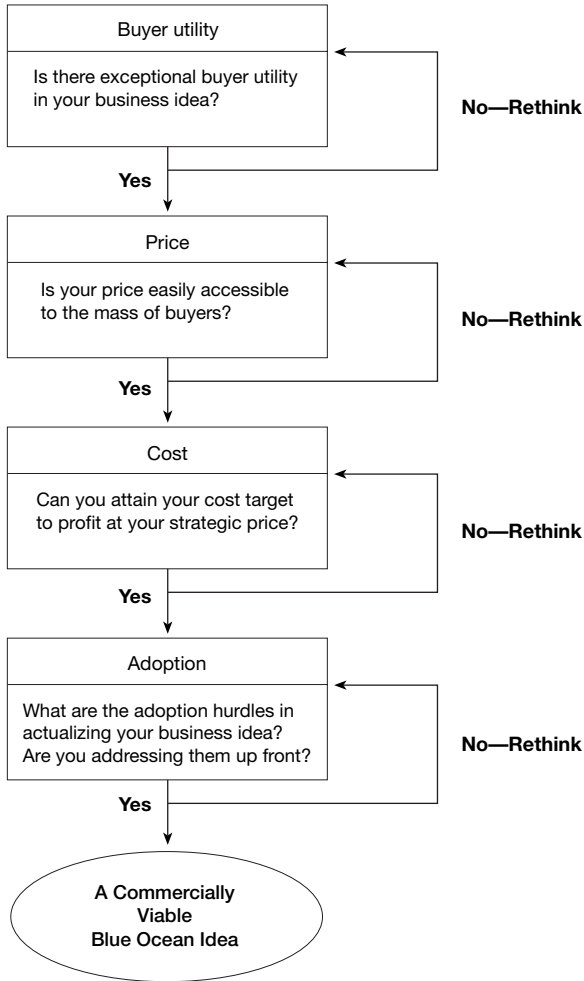 Buyer utility
Is there exceptional buyer utility
in your business idea?
No—Rethink
Yes
Price
Is your price easily accessible
to the mass of buyers?
No—Rethink
Yes
Cost
Can you attain your cost target
to profit at your strategic price?
No—Rethink
Yes
Adoption
What are the adoption hurdles in
actualizing your business idea?
Are you addressing them up front?
No—Rethink
Yes
A Commercially
Viable
Blue Ocean Idea